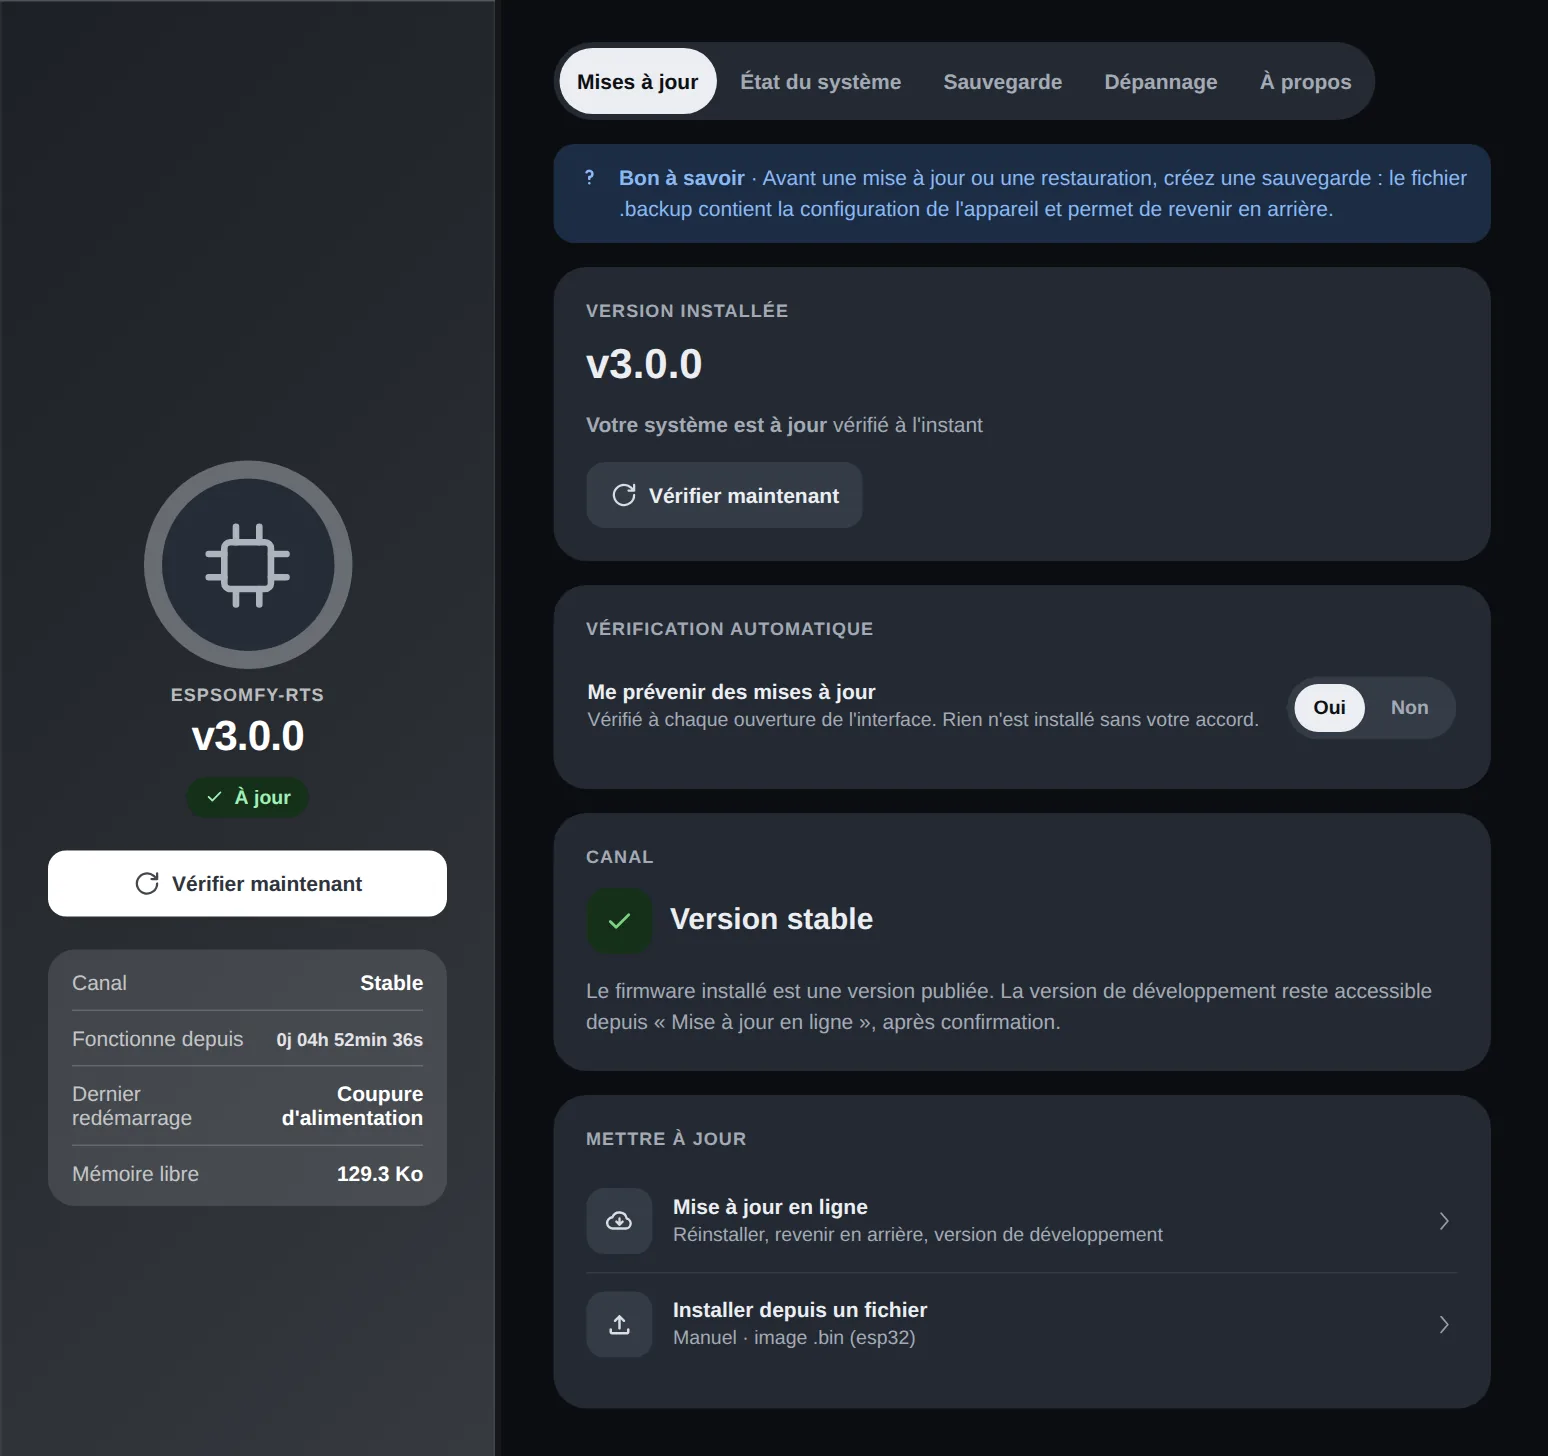 ESPSOMFY-RTS
v3.0.0
À jour
Vérifier maintenant
Canal Stable
Fonctionne depuis 0j 04h 52min 36s
Dernier Coupure
redémarrage d'alimentation
Mémoire libre 129.3 Ko
Mises à jour État du système Sauvegarde Dépannage À propos
? Bon à savoir · Avant une mise à jour ou une restauration, créez une sauvegarde : le fichier
.backup contient la configuration de l'appareil et permet de revenir en arrière.
VERSION INSTALLÉE
v3.0.0
Votre système est à jour vérifié à l'instant
Vérifier maintenant
VÉRIFICATION AUTOMATIQUE
Me prévenir des mises à jour
Vérifié à chaque ouverture de l'interface. Rien n'est installé sans votre accord.
Oui Non
CANAL
Version stable
Le firmware installé est une version publiée. La version de développement reste accessible
depuis « Mise à jour en ligne », après confirmation.
METTRE À JOUR
Mise à jour en ligne
Réinstaller, revenir en arrière, version de développement
Installer depuis un fichier
Manuel · image .bin (esp32)